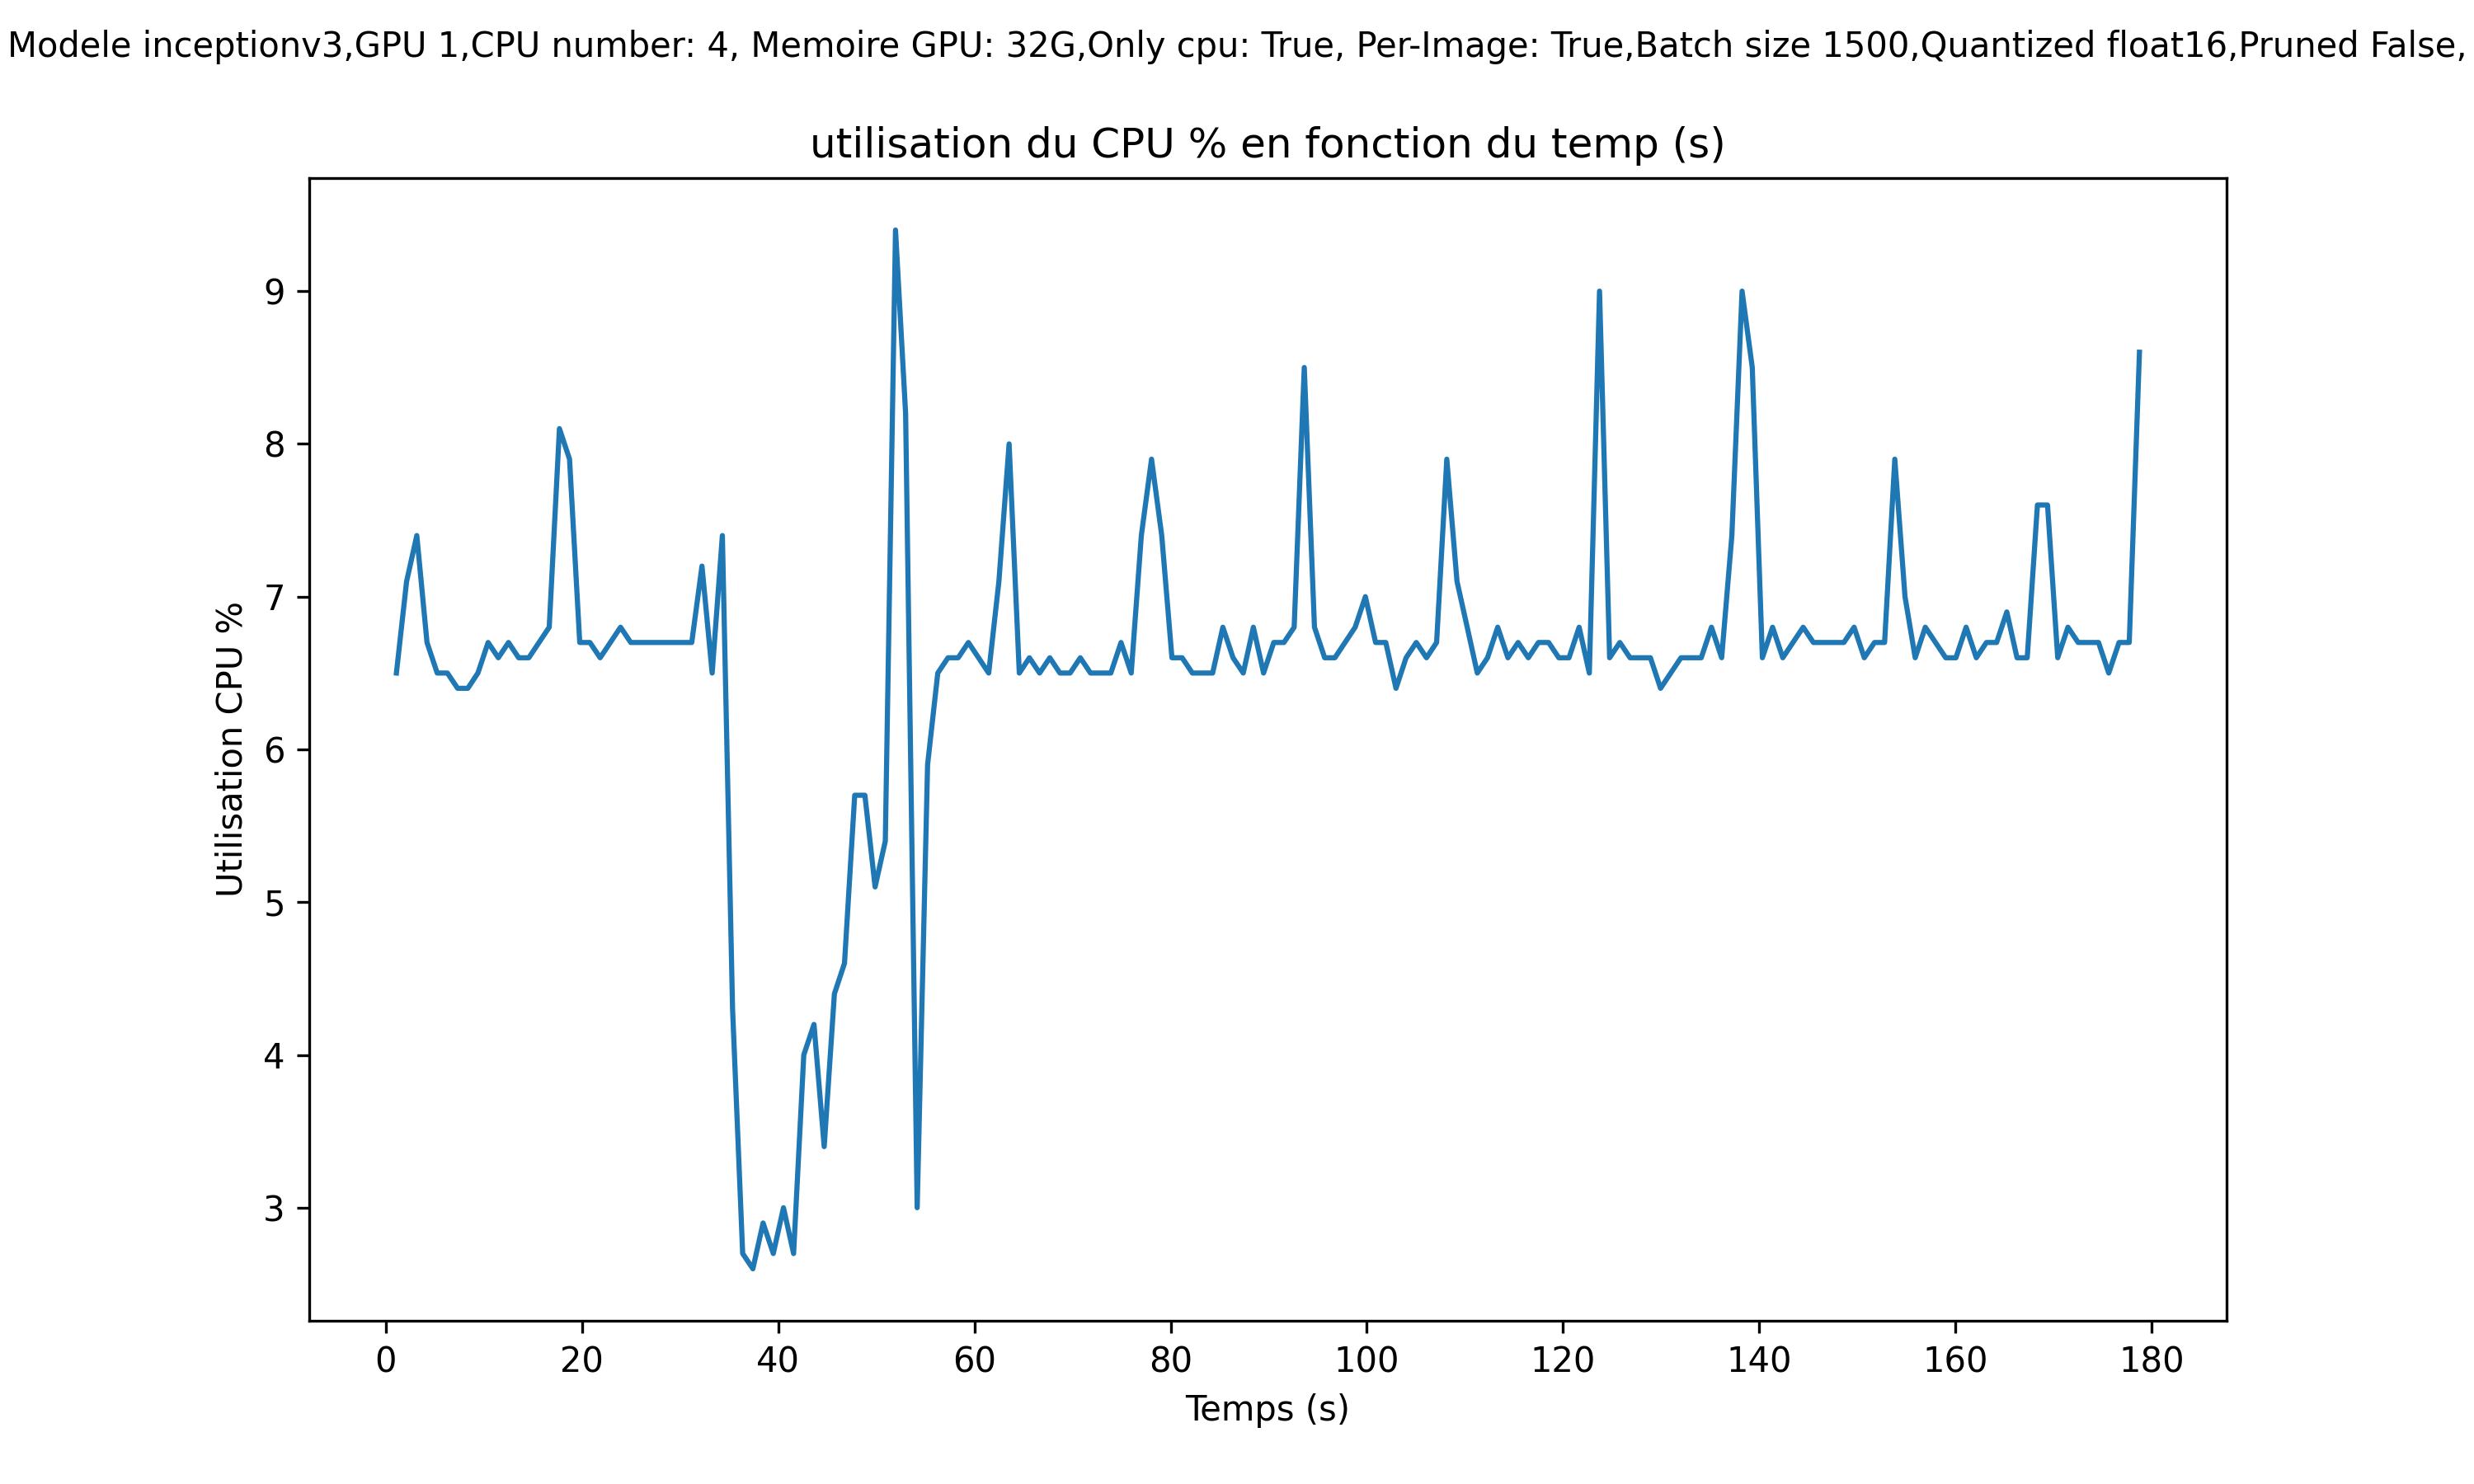 Modele inceptionv3,GPU 1,CPU number: 4, Memoire GPU: 32G,Only cpu: True, Per-Image: True,Batch size 1500,Quantized float16,Pruned False,
utilisation du CPU % en fonction du temp (s)
Utilisation CPU %
9
8
7
6
5
4
3
0 20 40 60 80 100 120 140 160 180
Temps (s)